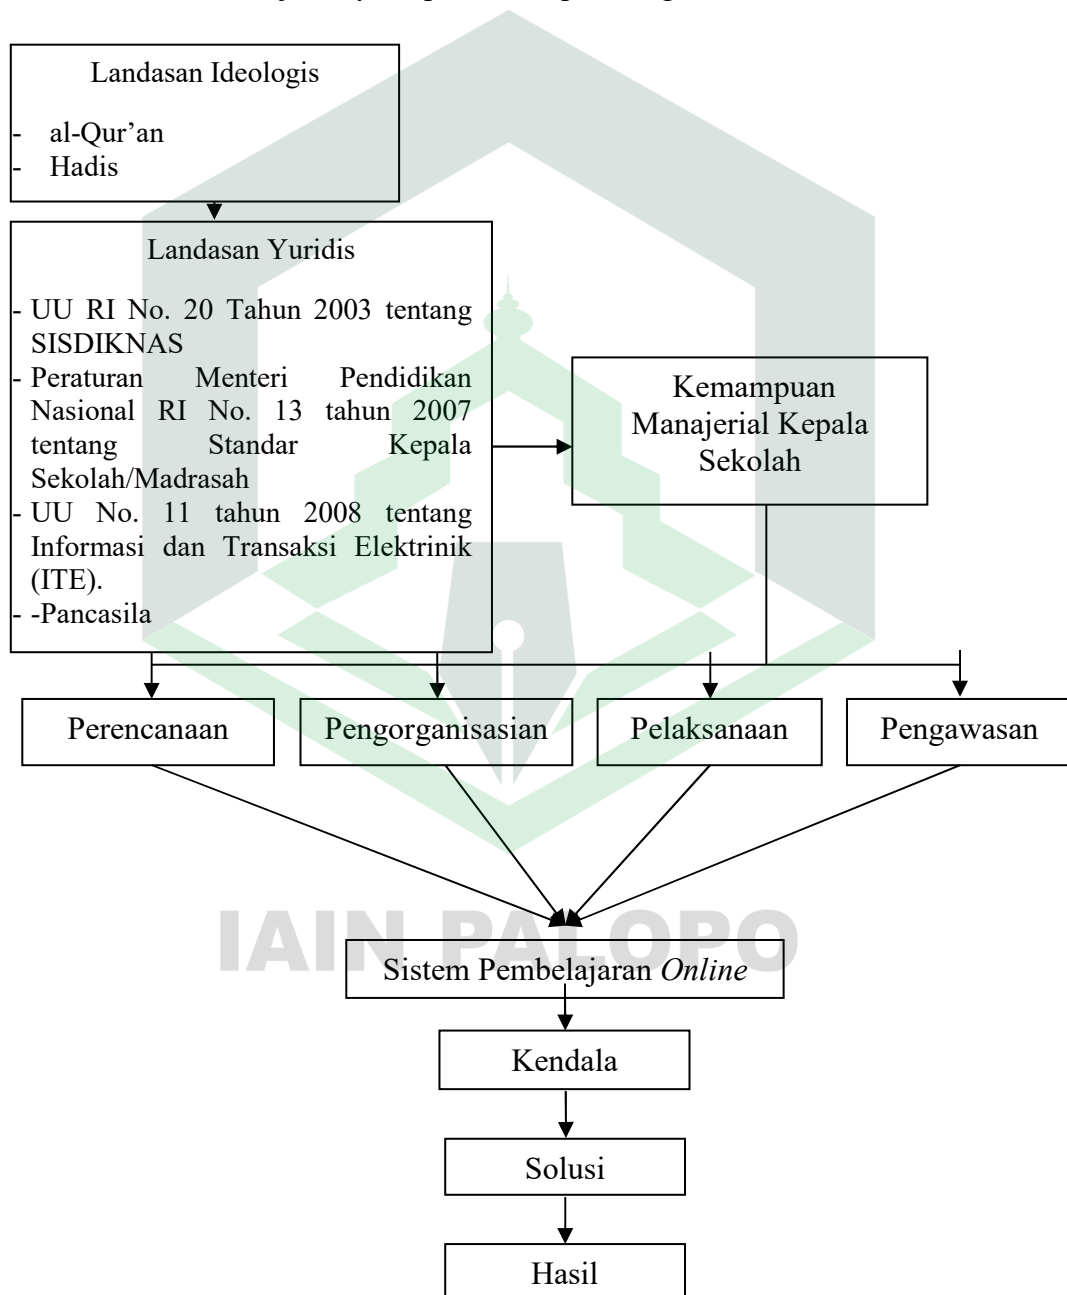 Landasan Ideologis
- al-Qur’an
- Hadis
Landasan Yuridis
- UU RI No. 20 Tahun 2003 tentang
SISDIKNAS
- Peraturan Menteri Pendidikan
Nasional RI No. 13 tahun 2007
tentang Standar Kepala
Sekolah/Madrasah
- UU No. 11 tahun 2008 tentang
Informasi dan Transaksi Elektrinik
(ITE).
- -Pancasila
Kemampuan
Manajerial Kepala
Sekolah
Perencanaan
Pengorganisasian
Pelaksanaan
Pengawasan
IAIN PALOPO
Sistem Pembelajaran Online
Kendala
Solusi
Hasil